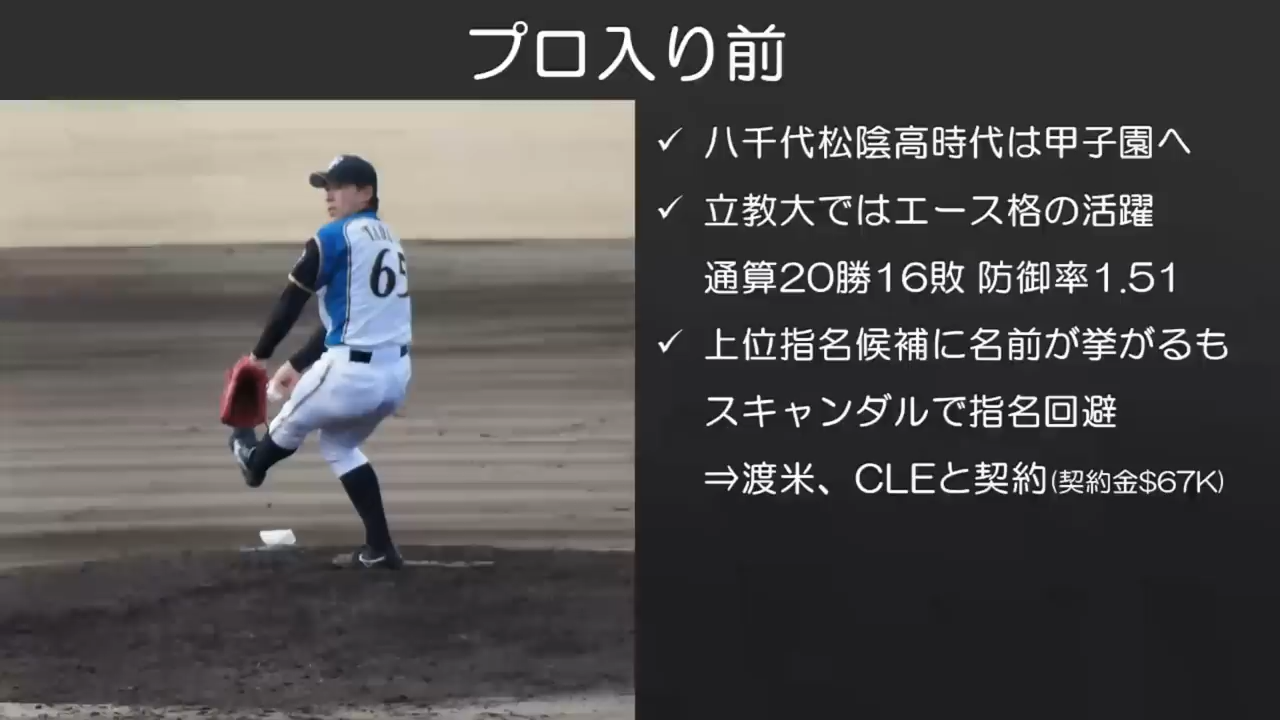 プロ入り前
✓ 八千代松陰高時代は甲子園へ
✓ 立教大ではエース格の活躍
通算20勝16敗 防御率1.51
✓ 上位指名候補に名前が挙がるも
スキャンダルで指名回避
⇒渡米、CLEと契約(契約金$67K)
65